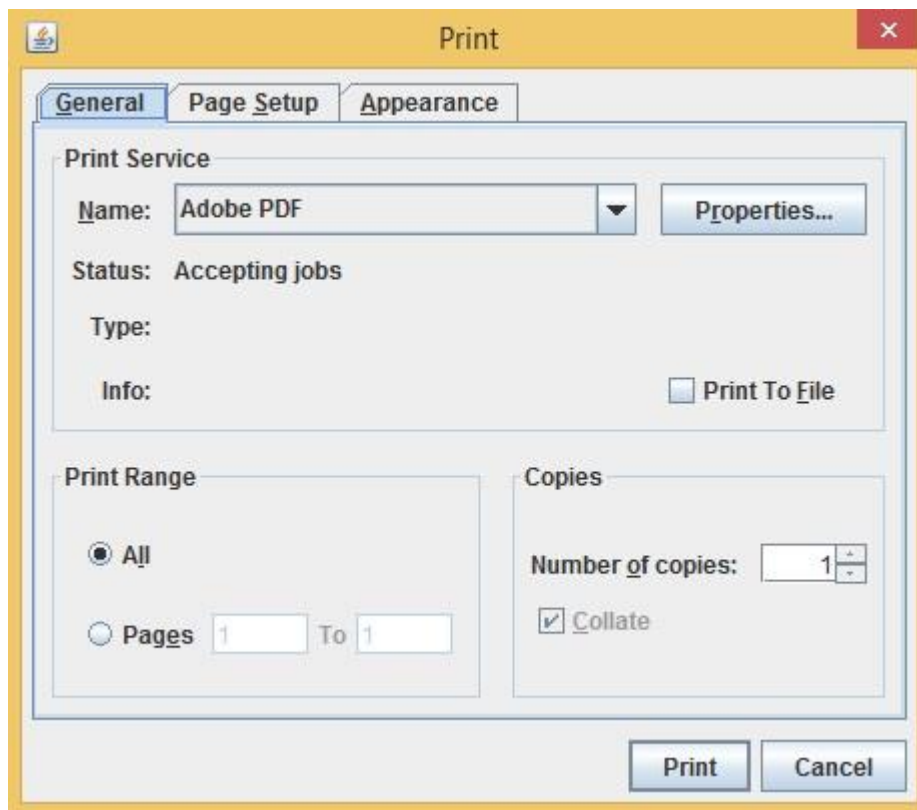 Print
General Page Setup Appearance
Print Service
Name: Adobe PDF Properties...
Status: Accepting jobs
Type:
Info: Print To File
Print Range Copies
All
Number of copies: 1
Pages 1 To 1
Collate
Print Cancel